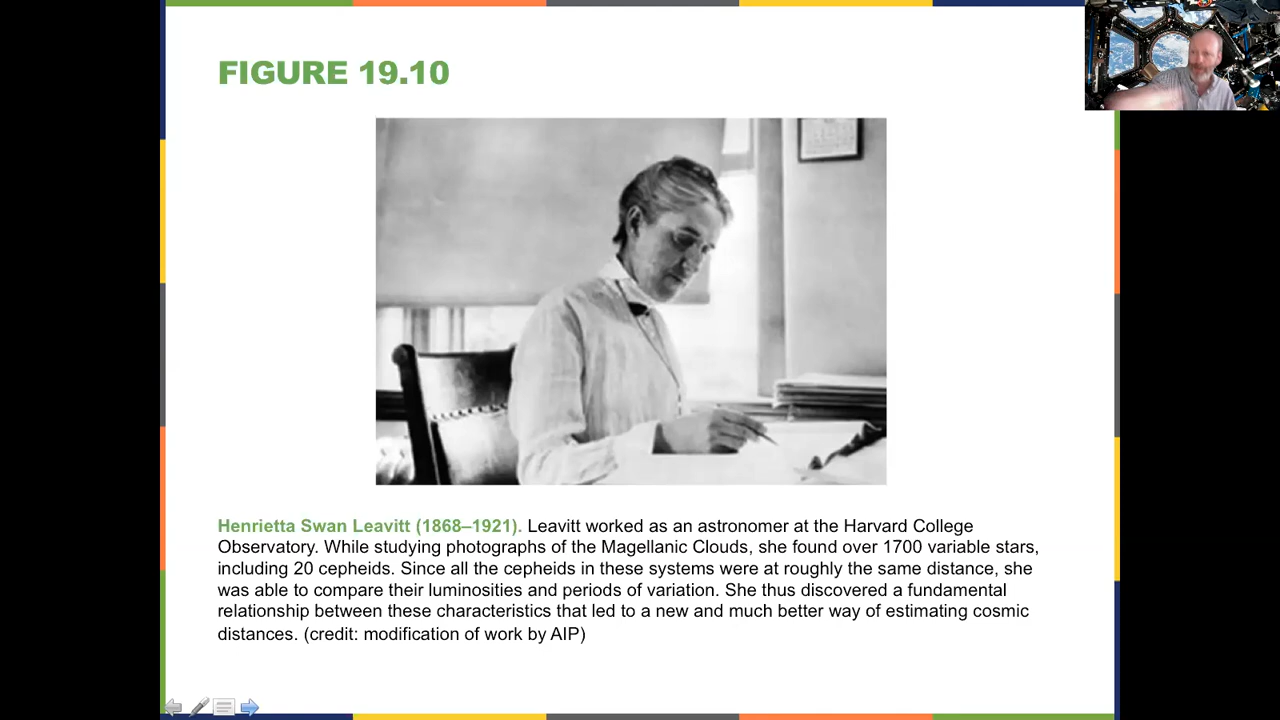 FIGURE 19.10
Henrietta Swan Leavitt (1868–1921). Leavitt worked as an astronomer at the Harvard College
Observatory. While studying photographs of the Magellanic Clouds, she found over 1700 variable stars,
including 20 cepheids. Since all the cepheids in these systems were at roughly the same distance, she
was able to compare their luminosities and periods of variation. She thus discovered a fundamental
relationship between these characteristics that led to a new and much better way of estimating cosmic
distances. (credit: modification of work by AIP)